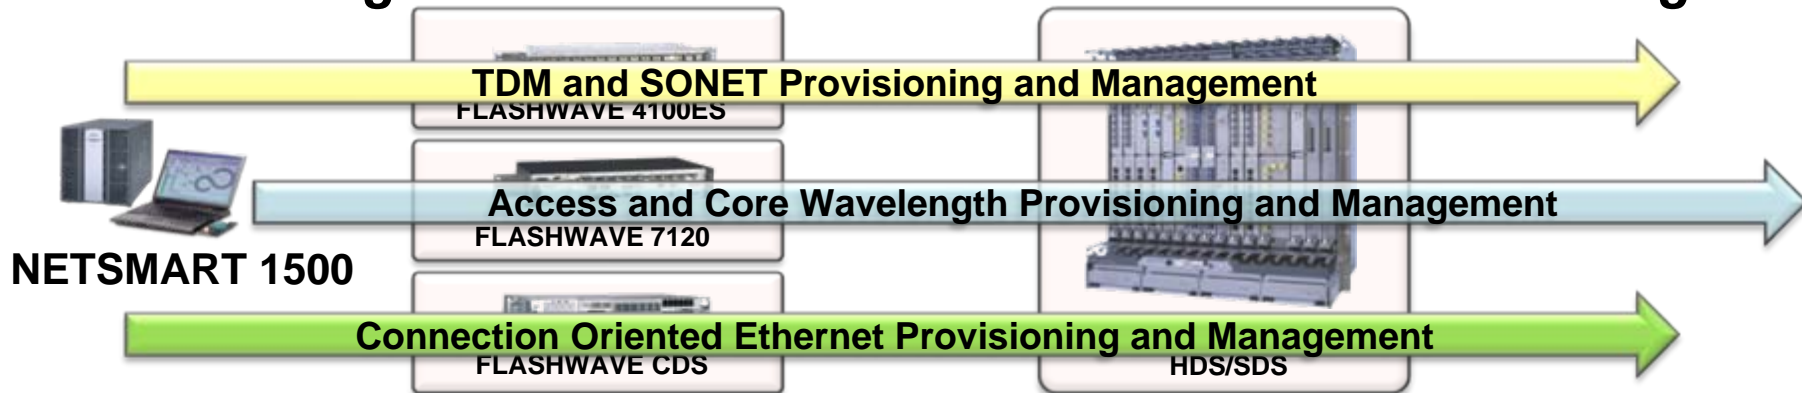 TDM and SONET Provisioning and Management
FLASHWAVE 4100ES
Access and Core Wavelength Provisioning and Management
FLASHWAVE 7120
NETSMART 1500
Connection Oriented Ethernet Provisioning and Management
FLASHWAVE CDS
HDS/SDS